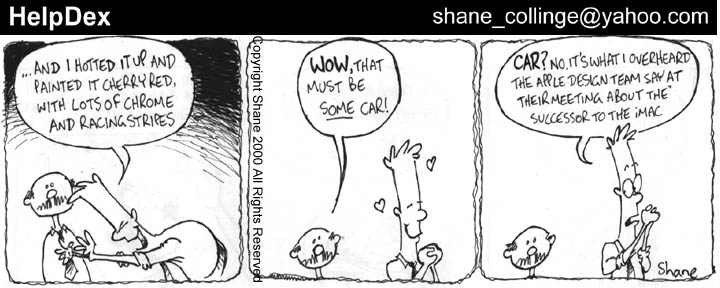 HelpDex
shane_collinge@yahoo.com
...AND I HOTTED IT UP AND
PAINTED IT CHERRY RED,
WITH LOTS OF CHROME
AND RACING STRIPES
Copyright Shane 2000 All Rights Reserved
WOW, THAT
MUST BE
SOME CAR!
CAR? NO, IT'S WHAT I OVERHEARD
THE APPLE DESIGN TEAM SAY AT
THEIR MEETING ABOUT THE
SUCCESSOR TO THE iMAC
Shane